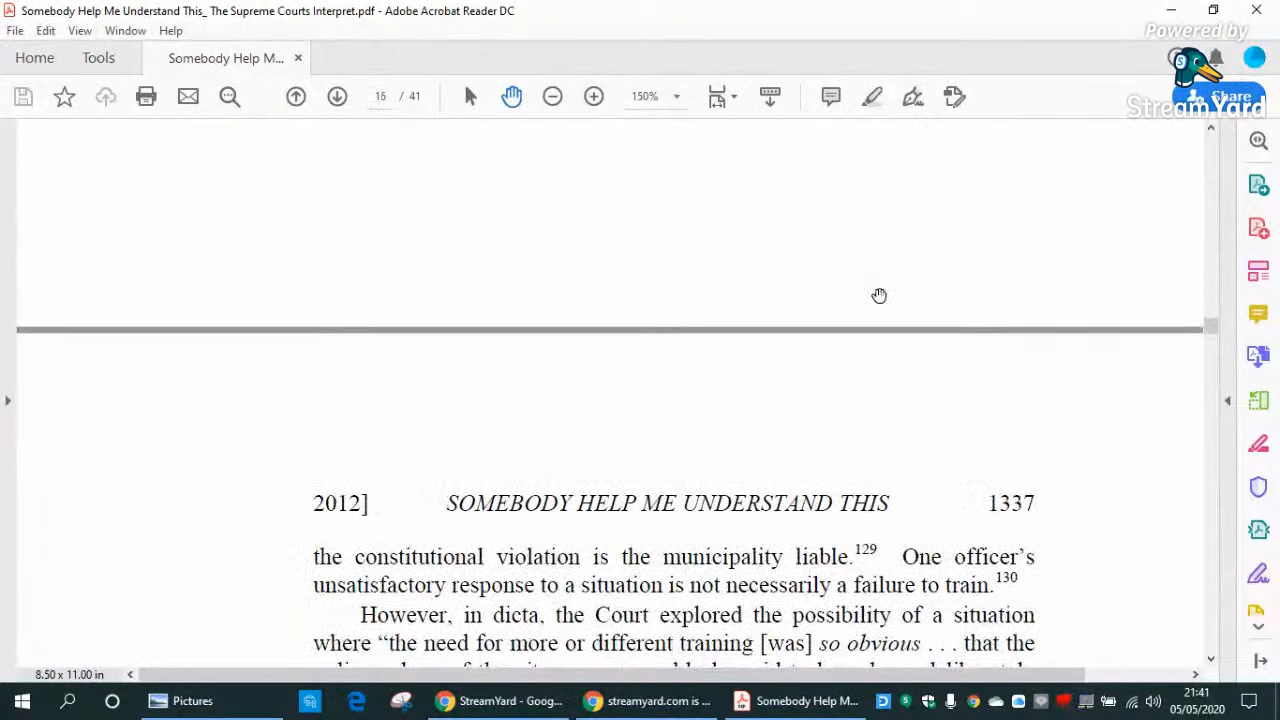 Somebody Help Me Understand This_ The Supreme Courts Interpret.pdf - Adobe Acrobat Reader DC
File Edit View Window Help
Powered by
Home Tools Somebody Help M... ×
16 / 41 150%
Share
StreamYard
2012] SOMEBODY HELP ME UNDERSTAND THIS 1337
the constitutional violation is the municipality liable.129 One officer’s
unsatisfactory response to a situation is not necessarily a failure to train.130
However, in dicta, the Court explored the possibility of a situation
where “the need for more or different training [was] so obvious . . . that the
8.50 x 11.00 in
Pictures StreamYard - Goog... streamyard.com is ... Somebody Help M...
21:41
05/05/2020